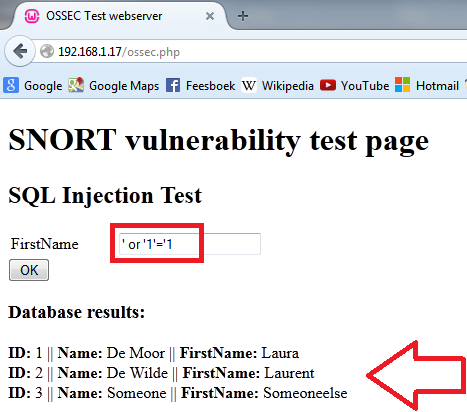 OSSEC Test webserver
192.168.1.17/ossec.php
Google Google Maps Feesboek Wikipedia YouTube Hotmail
SNORT vulnerability test page
SQL Injection Test
FirstName ' or '1'='1
OK
Database results:
ID: 1 || Name: De Moor || FirstName: Laura
ID: 2 || Name: De Wilde || FirstName: Laurent
ID: 3 || Name: Someone || FirstName: Someoneelse